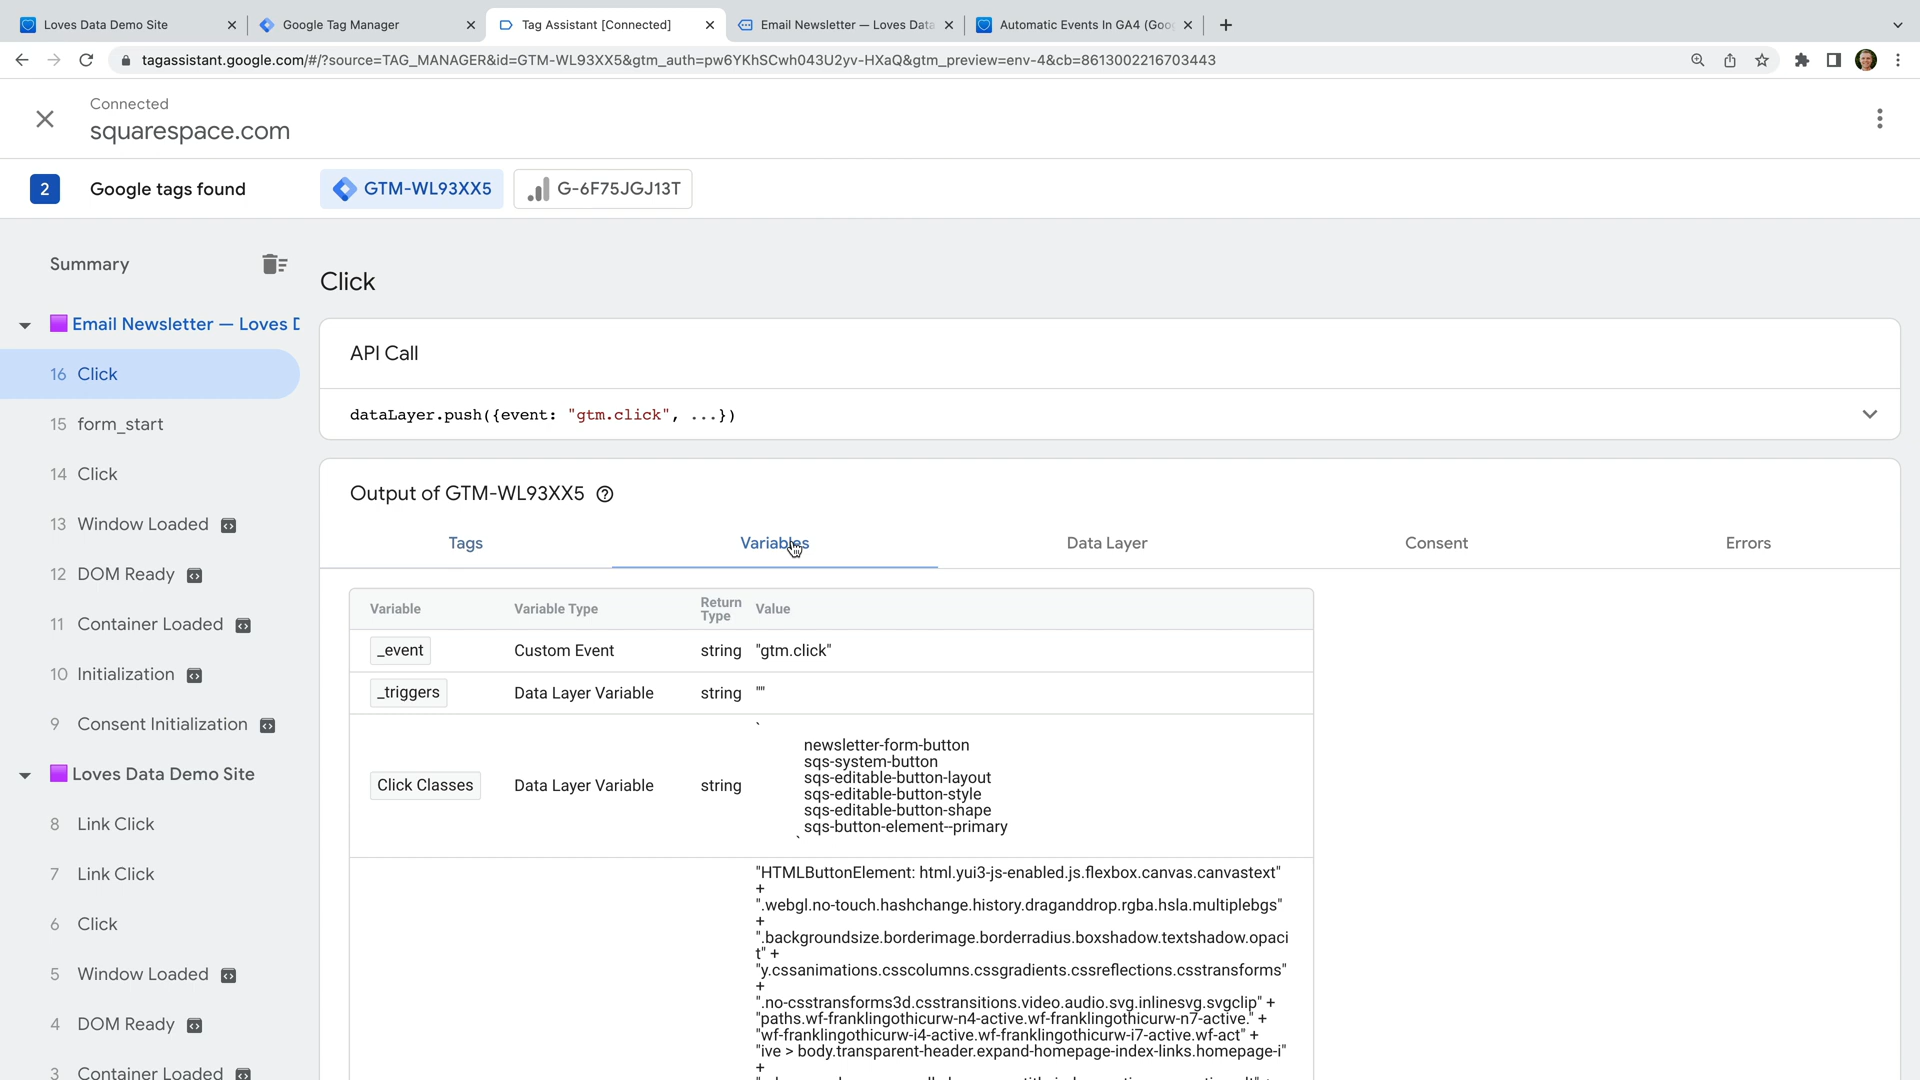 Loves Data Demo Site
Google Tag Manager
Tag Assistant [Connected]
Email Newsletter — Loves Data
Automatic Events In GA4 (Goo
tagassistant.google.com/#/?source=TAG_MANAGER&id=GTM-WL93XX5&gtm_auth=pw6YKhSCwh043U2yv-HXaQ&gtm_preview=env-4&cb=8613002216703443
Connected
squarespace.com
2 Google tags found GTM-WL93XX5 G-6F75JGJ13T
Summary
Email Newsletter — Loves D
16 Click
15 form_start
14 Click
13 Window Loaded
12 DOM Ready
11 Container Loaded
10 Initialization
9 Consent Initialization
Loves Data Demo Site
8 Link Click
7 Link Click
6 Click
5 Window Loaded
4 DOM Ready
3 Container Loaded
Click
API Call
dataLayer.push({event: "gtm.click", ...})
Output of GTM-WL93XX5
Tags Variables Data Layer Consent Errors
Variable Variable Type Return Type Value
_event Custom Event string "gtm.click"
_triggers Data Layer Variable string ""
Click Classes Data Layer Variable string
`
newsletter-form-button
sqs-system-button
sqs-editable-button-layout
sqs-editable-button-style
sqs-editable-button-shape
sqs-button-element--primary
`
"HTMLButtonElement: html.yui3-js-enabled.js.flexbox.canvas.canvastext"
+
".webgl.no-touch.hashchange.history.draganddrop.rgba.hsla.multiplebgs"
+
".backgroundsize.borderimage.borderradius.boxshadow.textshadow.opaci
t" +
"y.cssanimations.csscolumns.cssgradients.cssreflections.csstransforms"
+
".no-csstransforms3d.csstransitions.video.audio.svg.inlinesvg.svgclip" +
"paths.wf-franklingothicurw-n4-active.wf-franklingothicurw-n7-active." +
"wf-franklingothicurw-i4-active.wf-franklingothicurw-i7-active.wf-act" +
"ive > body.transparent-header.expand-homepage-index-links.homepage-i"
+